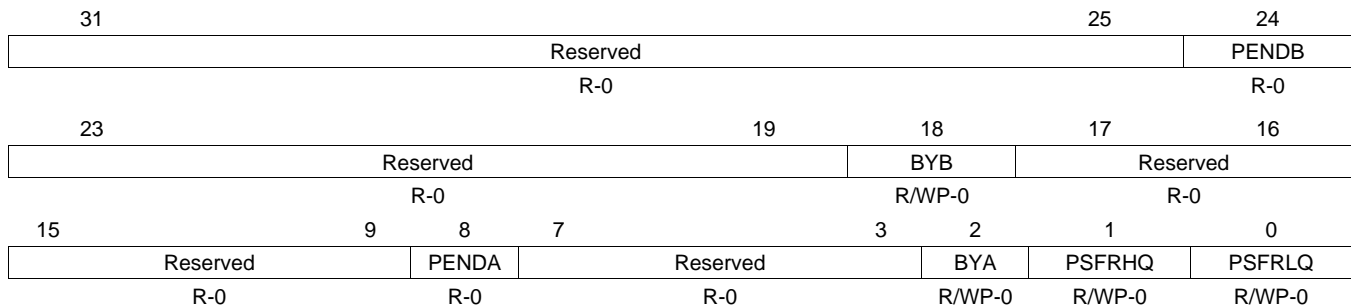 31 25 24
Reserved PENDB
R-0 R-0
23 19 18 17 16
Reserved BYB Reserved
R-0 R/WP-0 R-0
15 9 8 7 3 2 1 0
Reserved PENDA Reserved BYA PSFRHQ PSFRLQ
R-0 R-0 R-0 R/WP-0 R/WP-0 R/WP-0